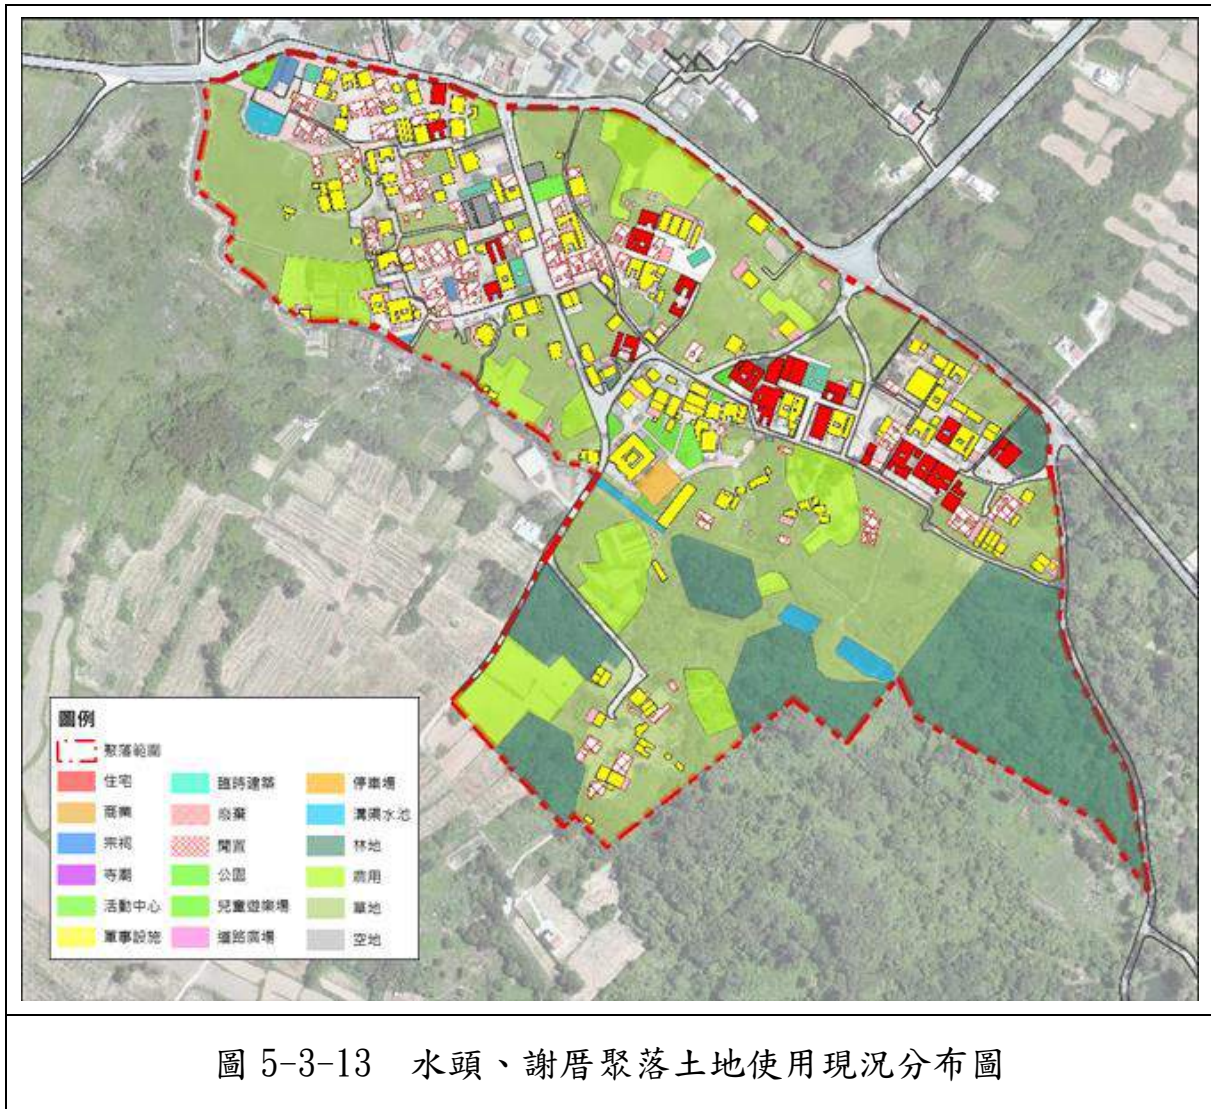 圖例
聚落範圍
住宅
臨時建築
停車場
商業
廢棄
溝渠水池
宗祠
閒置
林地
寺廟
公園
農用
活動中心
兒童遊樂場
草地
軍事設施
道路廣場
空地
圖 5-3-13 水頭、謝厝聚落土地使用現況分布圖